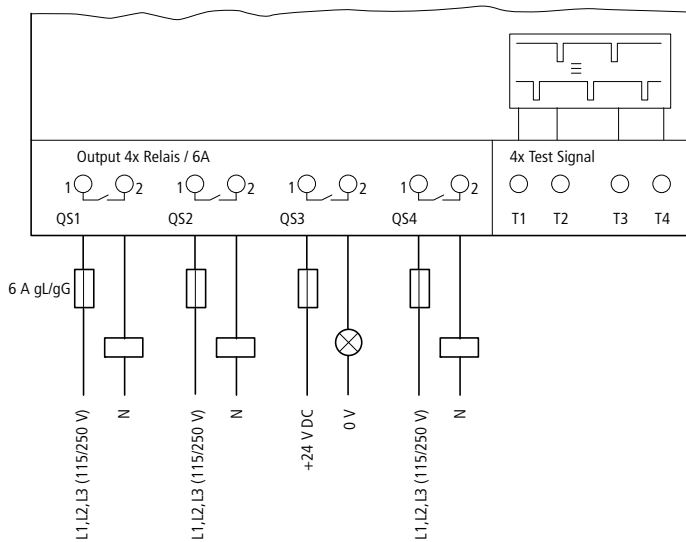 Output 4x Relais / 6A
4x Test Signal
1 2 1 2 1 2 1 2
QS1 QS2 QS3 QS4 T1 T2 T3 T4
6 A gL/gG
L1,L2,L3 (115/250 V)
N
L1,L2,L3 (115/250 V)
N
+24 V DC
0 V
L1,L2,L3 (115/250 V)
N